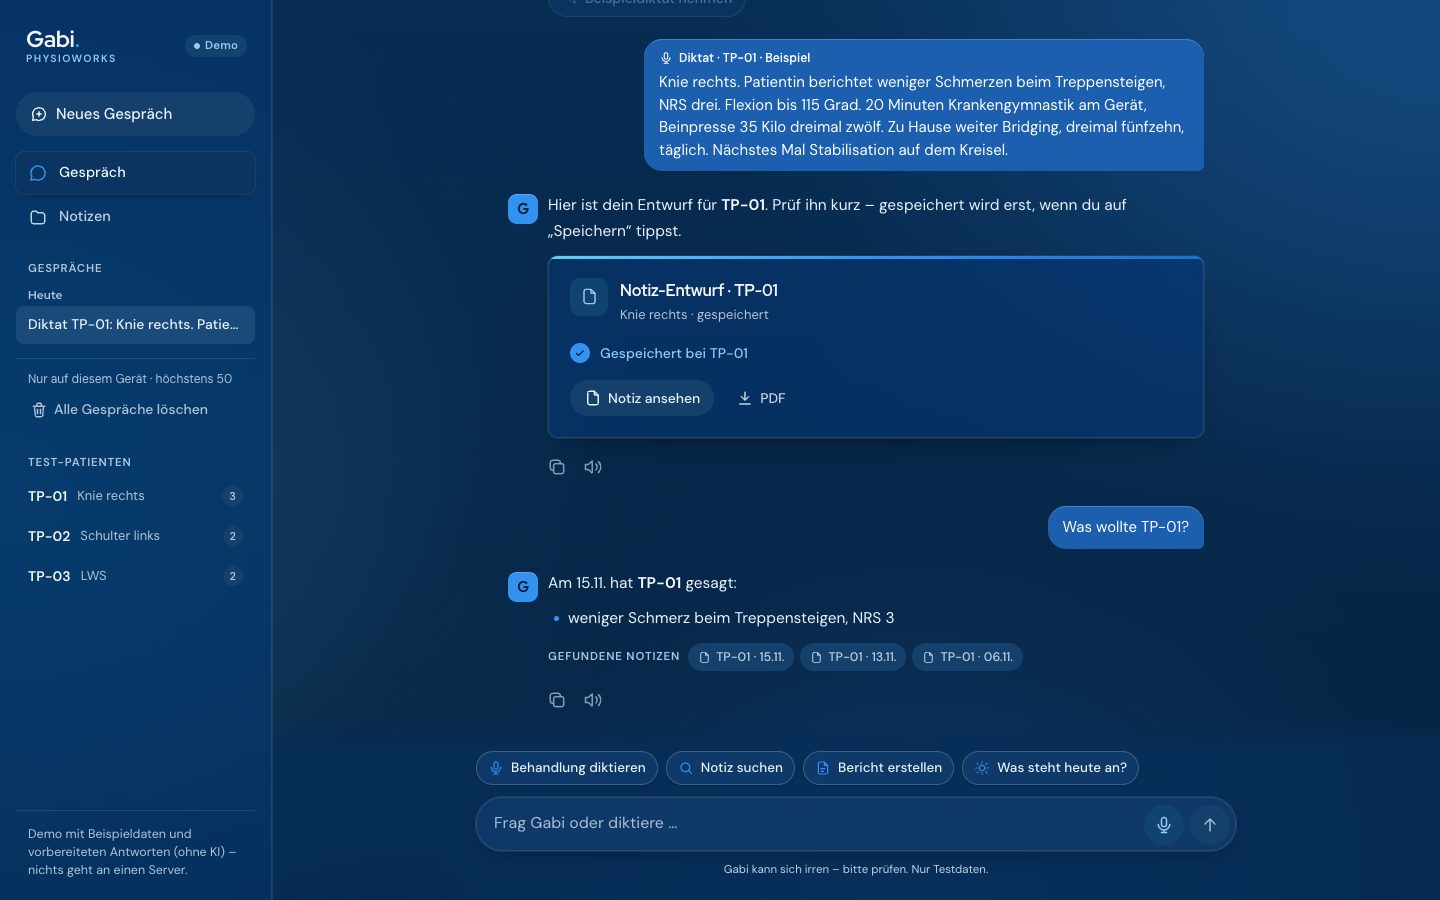 Gabi.
PHYSIOWORKS
Demo
Neues Gespräch
Gespräch
Notizen
GESPRÄCHE
Heute
Diktat TP-01: Knie rechts. Patie...
Nur auf diesem Gerät · höchstens 50
Alle Gespräche löschen
TEST-PATIENTEN
TP-01 Knie rechts 3
TP-02 Schulter links 2
TP-03 LWS 2
Demo mit Beispieldaten und
vorbereiteten Antworten (ohne KI) –
nichts geht an einen Server.
Beispieldiktat nehmen
Diktat · TP-01 · Beispiel
Knie rechts. Patientin berichtet weniger Schmerzen beim Treppensteigen,
NRS drei. Flexion bis 115 Grad. 20 Minuten Krankengymnastik am Gerät,
Beinpresse 35 Kilo dreimal zwölf. Zu Hause weiter Bridging, dreimal fünfzehn,
täglich. Nächstes Mal Stabilisation auf dem Kreisel.
G
Hier ist dein Entwurf für TP-01. Prüf ihn kurz – gespeichert wird erst, wenn du auf
„Speichern“ tippst.
Notiz-Entwurf · TP-01
Knie rechts · gespeichert
Gespeichert bei TP-01
Notiz ansehen
PDF
Was wollte TP-01?
G
Am 15.11. hat TP-01 gesagt:
• weniger Schmerz beim Treppensteigen, NRS 3
GEFUNDENE NOTIZEN TP-01 · 15.11. TP-01 · 13.11. TP-01 · 06.11.
Behandlung diktieren Notiz suchen Bericht erstellen Was steht heute an?
Frag Gabi oder diktiere ...
Gabi kann sich irren – bitte prüfen. Nur Testdaten.